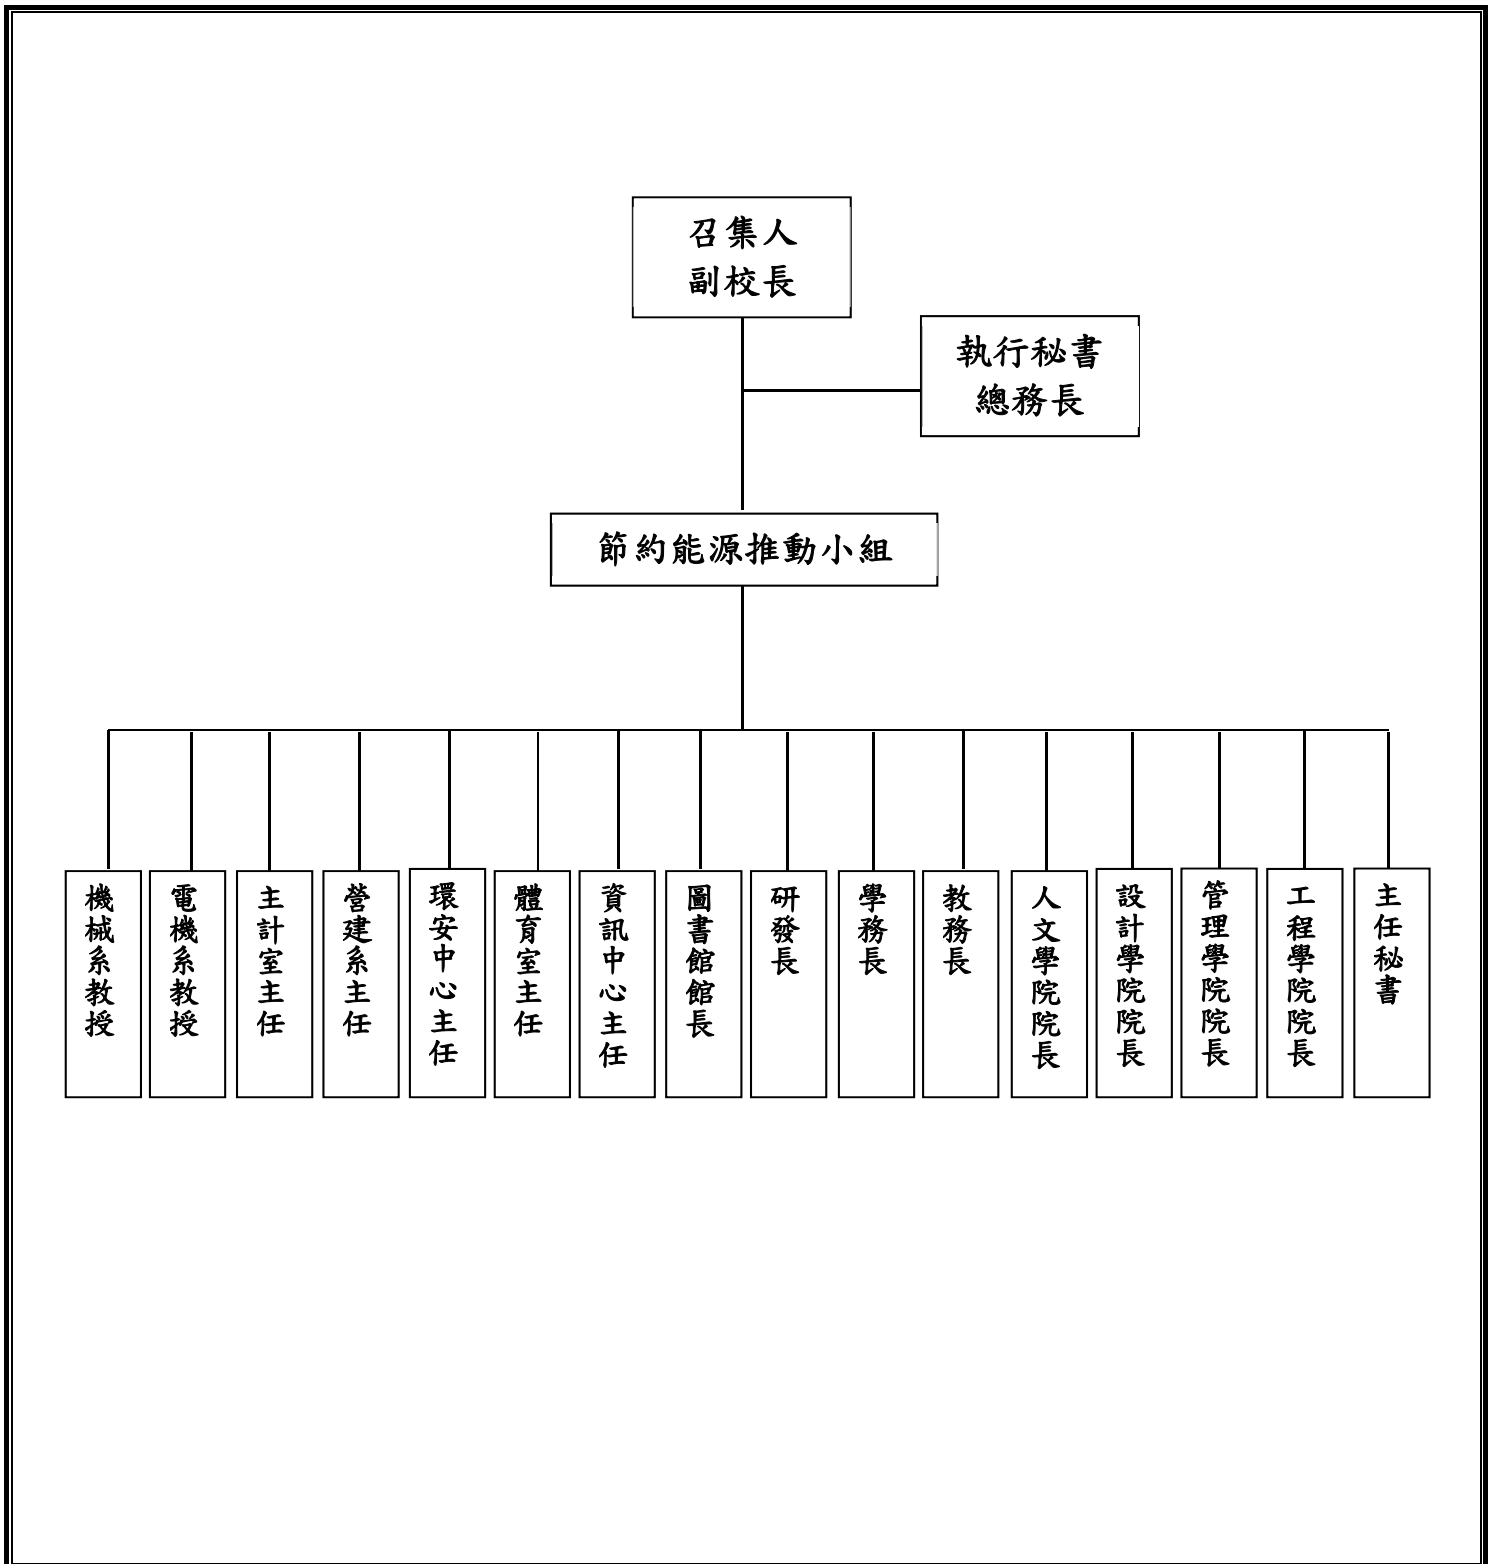 召集人
副校長
執行秘書
總務長
節約能源推動小組
機械系教授
電機系教授
主計室主任
營建系主任
環安中心主任
體育室主任
資訊中心主任
圖書館館長
研發長
學務長
教務長
人文學院院長
設計學院院長
管理學院院長
工程學院院長
主任秘書